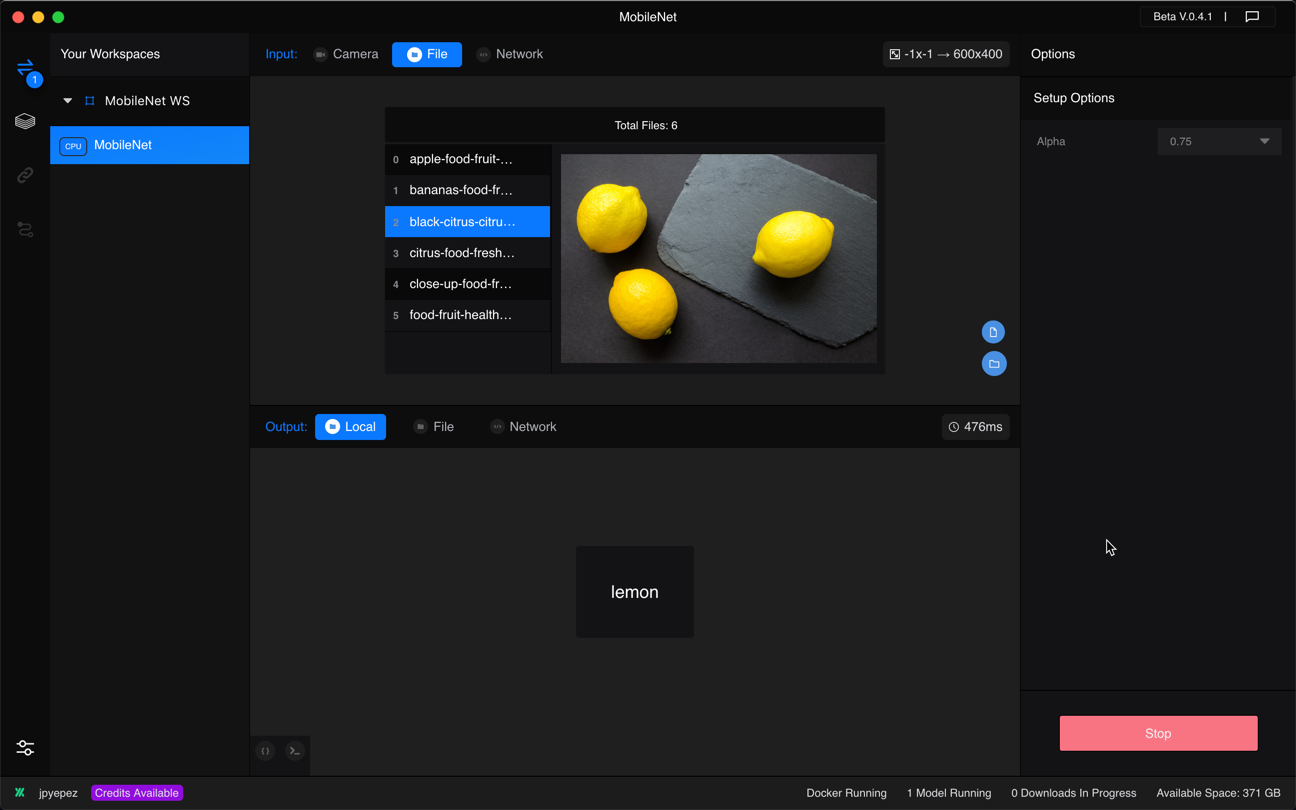 MobileNet
Beta V.0.4.1 |
Your Workspaces
Input: Camera File Network
-1x-1 → 600x400
Options
1
MobileNet WS
CPU MobileNet
Total Files: 6
0 apple-food-fruit-...
1 bananas-food-fr...
2 black-citrus-citru...
3 citrus-food-fresh...
4 close-up-food-fr...
5 food-fruit-health...
Setup Options
Alpha 0.75
Output: Local File Network
476ms
lemon
Stop
jpyepez Credits Available
Docker Running 1 Model Running 0 Downloads In Progress Available Space: 371 GB